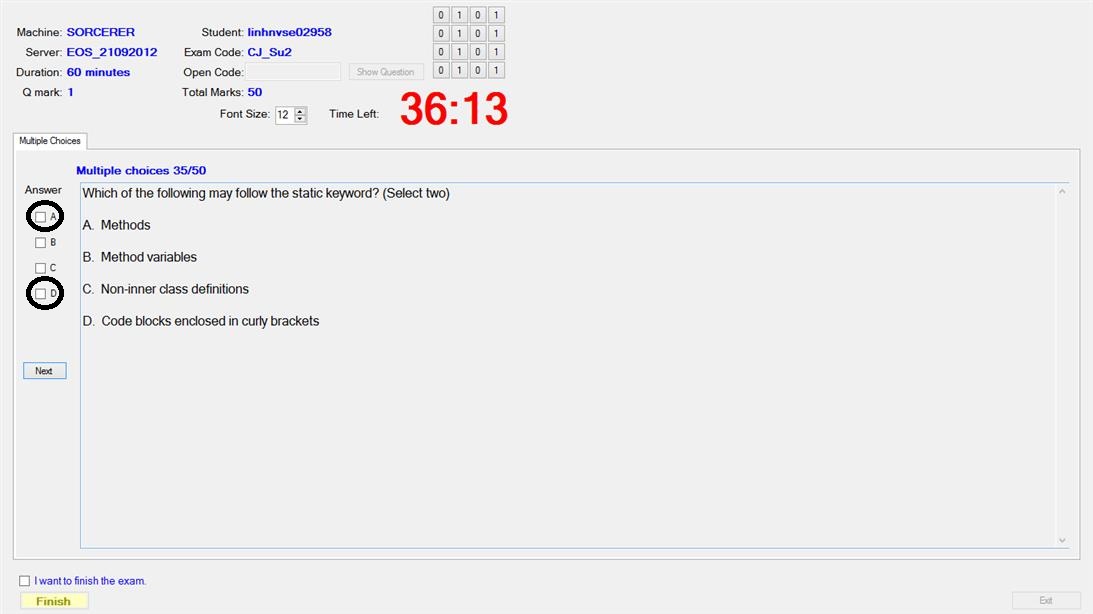 Machine: SORCERER Student: linhnvse02958 0 1 0 1
Server: EOS_21092012 Exam Code: CJ_Su2 0 1 0 1
Duration: 60 minutes Open Code: Show Question 0 1 0 1
0 1 0 1
Q mark: 1 Total Marks: 50
Font Size: 12 Time Left: 36:13
Multiple Choices
Multiple choices 35/50
Answer
Which of the following may follow the static keyword? (Select two)
A
A. Methods
B
B. Method variables
C
C. Non-inner class definitions
D
D. Code blocks enclosed in curly brackets
Next
I want to finish the exam.
Finish Exit